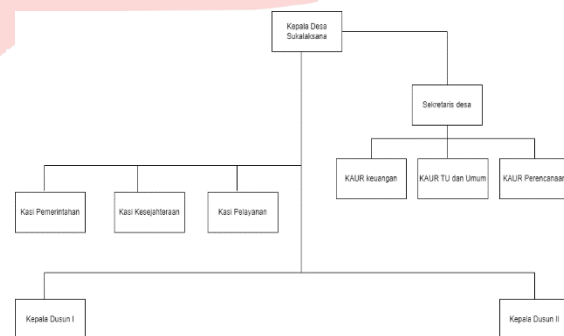 Kepala Desa
Sukalaksana
Sekretaris desa
KAUR keuangan
KAUR TU dan Umum
KAUR Perencanaan
Kasi Pemerintahan
Kasi Kesejahteraan
Kasi Pelayanan
Kepala Dusun I
Kepala Dusun II